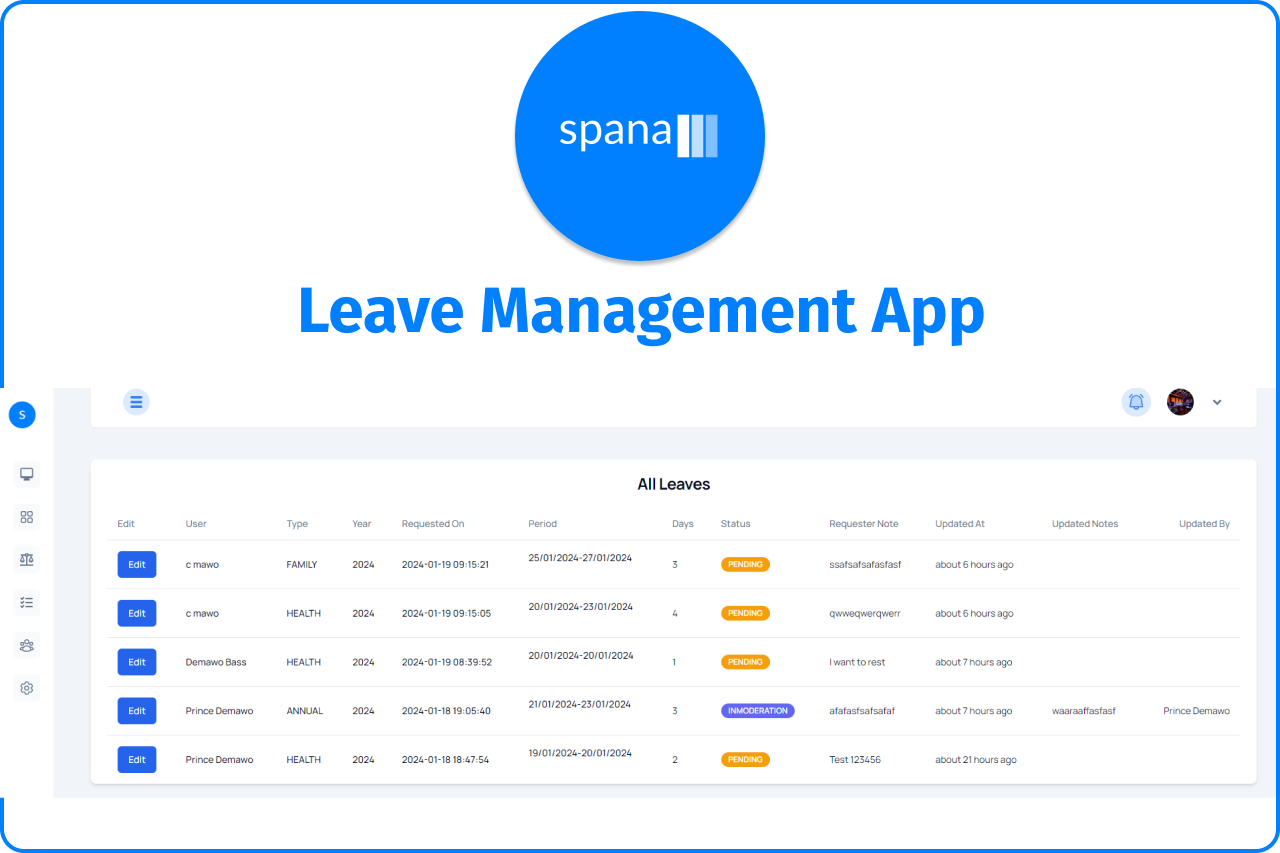 spana
Leave Management App
S
All Leaves
Edit User Type Year Requested On Period Days Status Requester Note Updated At Updated Notes Updated By
Edit c mawo FAMILY 2024 2024-01-19 09:15:21 25/01/2024-27/01/2024 3 PENDING ssafsafsafasfasf about 6 hours ago
Edit c mawo HEALTH 2024 2024-01-19 09:15:05 20/01/2024-23/01/2024 4 PENDING qwweqwerqwerr about 6 hours ago
Edit Demawo Bass HEALTH 2024 2024-01-19 08:39:52 20/01/2024-20/01/2024 1 PENDING I want to rest about 7 hours ago
Edit Prince Demawo ANNUAL 2024 2024-01-18 19:05:40 21/01/2024-23/01/2024 3 INMODERATION afafasfsafsafaf about 7 hours ago waaraaffasfasf Prince Demawo
Edit Prince Demawo HEALTH 2024 2024-01-18 18:47:54 19/01/2024-20/01/2024 2 PENDING Test 123456 about 21 hours ago